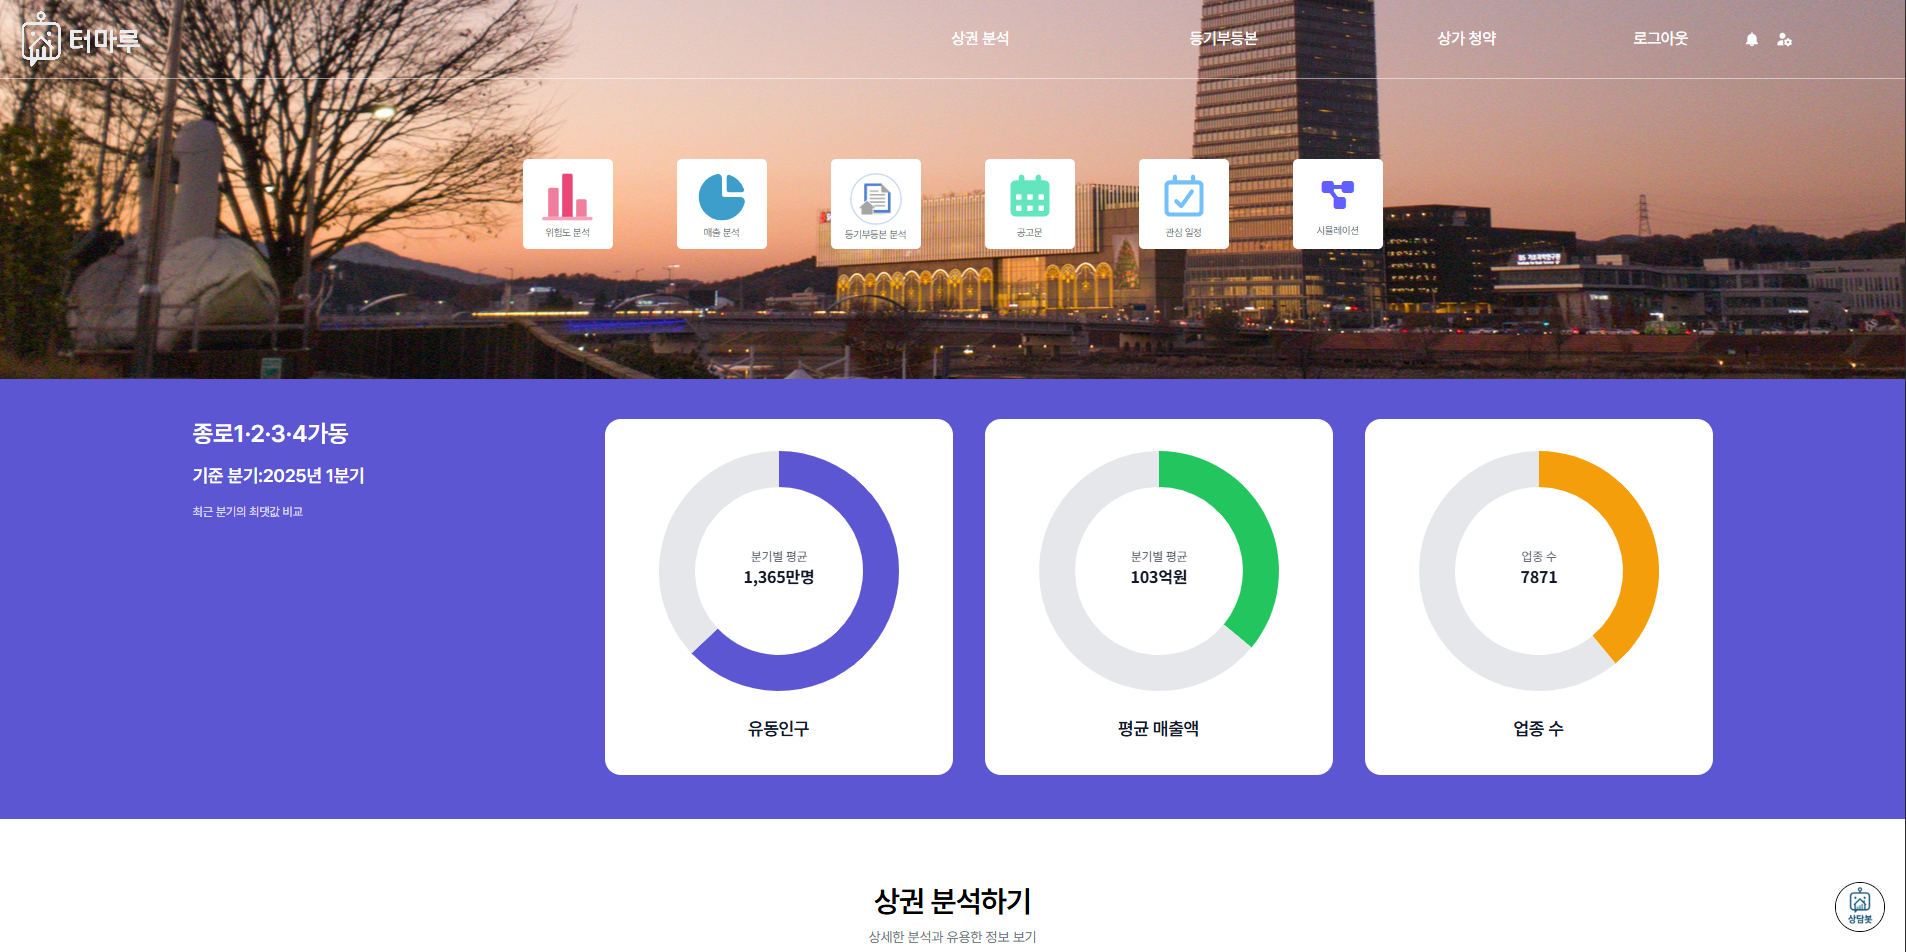 터마루
상권 분석
등기부등본
상가 청약
로그아웃
위험도 분석
매출 분석
등기부등본 분석
공고문
관심 일정
시뮬레이션
종로1·2·3·4가동
기준 분기:2025년 1분기
최근 분기의 최댓값 비교
분기별 평균
1,365만명
유동인구
분기별 평균
103억원
평균 매출액
업종 수
7871
업종 수
상권 분석하기
상세한 분석과 유용한 정보 보기
상담봇